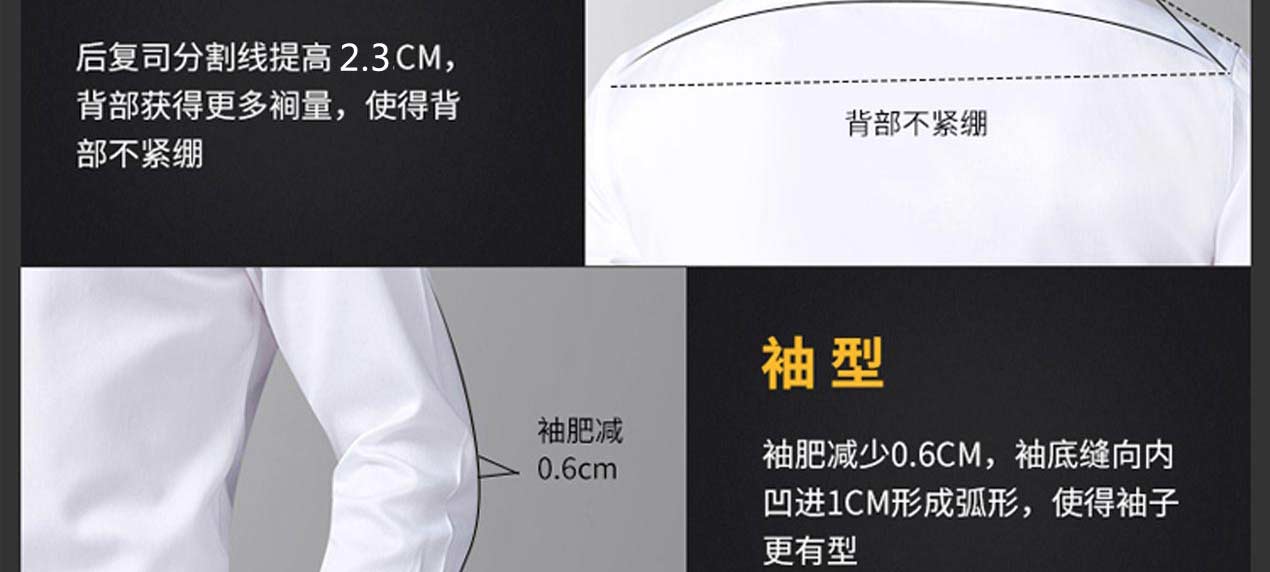 后复司分割线提高2.3CM，
背部获得更多裥量，使得背
部不紧绷
背部不紧绷
袖肥减
0.6cm
袖型
袖肥减少0.6CM，袖底缝向内
凹进1CM形成弧形，使得袖子
更有型